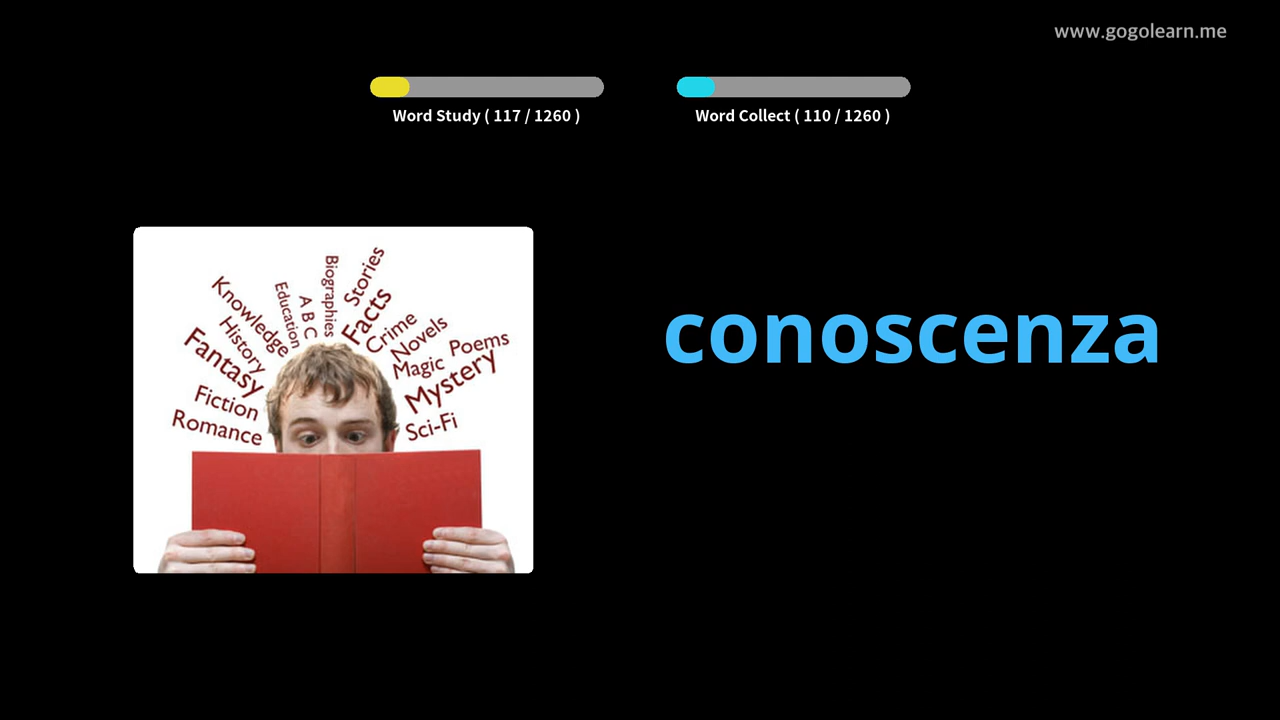 www.gogolearn.me
Word Study ( 117 / 1260 )
Word Collect ( 110 / 1260 )
Romance
Fiction
Fantasy
History
Knowledge
Education
A B C
Biographies
Stories
Facts
Crime
Novels
Magic
Poems
Mystery
Sci-Fi
conoscenza